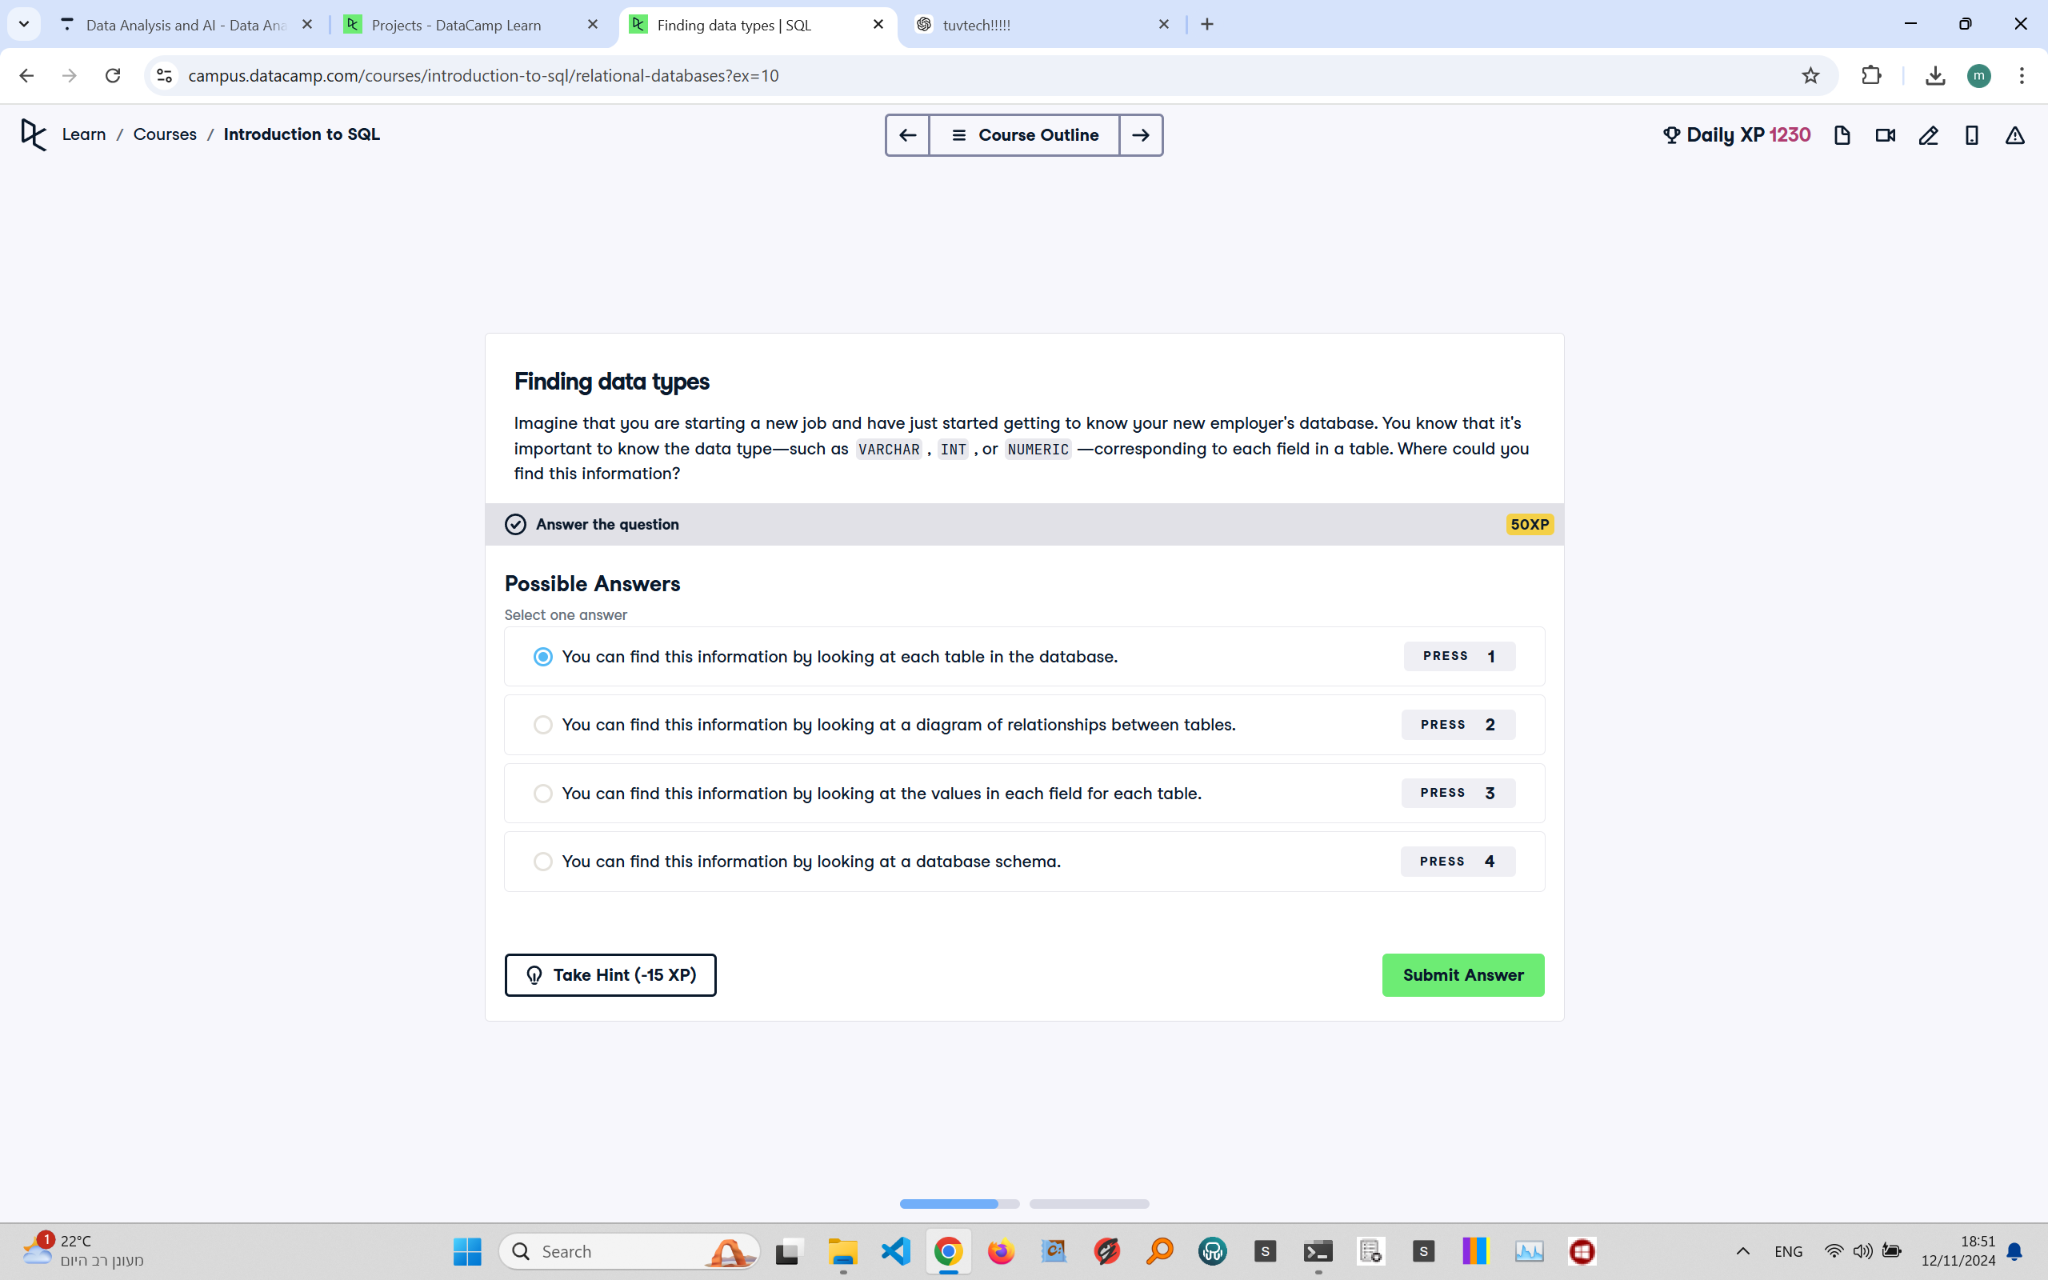 Data Analysis and AI - Data Ana
Projects - DataCamp Learn
Finding data types | SQL
tuvtech!!!!!
campus.datacamp.com/courses/introduction-to-sql/relational-databases?ex=10
m
Learn / Courses / Introduction to SQL
Course Outline
Daily XP 1230
Finding data types
Imagine that you are starting a new job and have just started getting to know your new employer's database. You know that it's
important to know the data type—such as VARCHAR , INT , or NUMERIC —corresponding to each field in a table. Where could you
find this information?
Answer the question
50XP
Possible Answers
Select one answer
You can find this information by looking at each table in the database.
PRESS 1
You can find this information by looking at a diagram of relationships between tables.
PRESS 2
You can find this information by looking at the values in each field for each table.
PRESS 3
You can find this information by looking at a database schema.
PRESS 4
Take Hint (-15 XP)
Submit Answer
1
22°C
מעונן רב היום
Search
S
S
ENG
18:51
12/11/2024